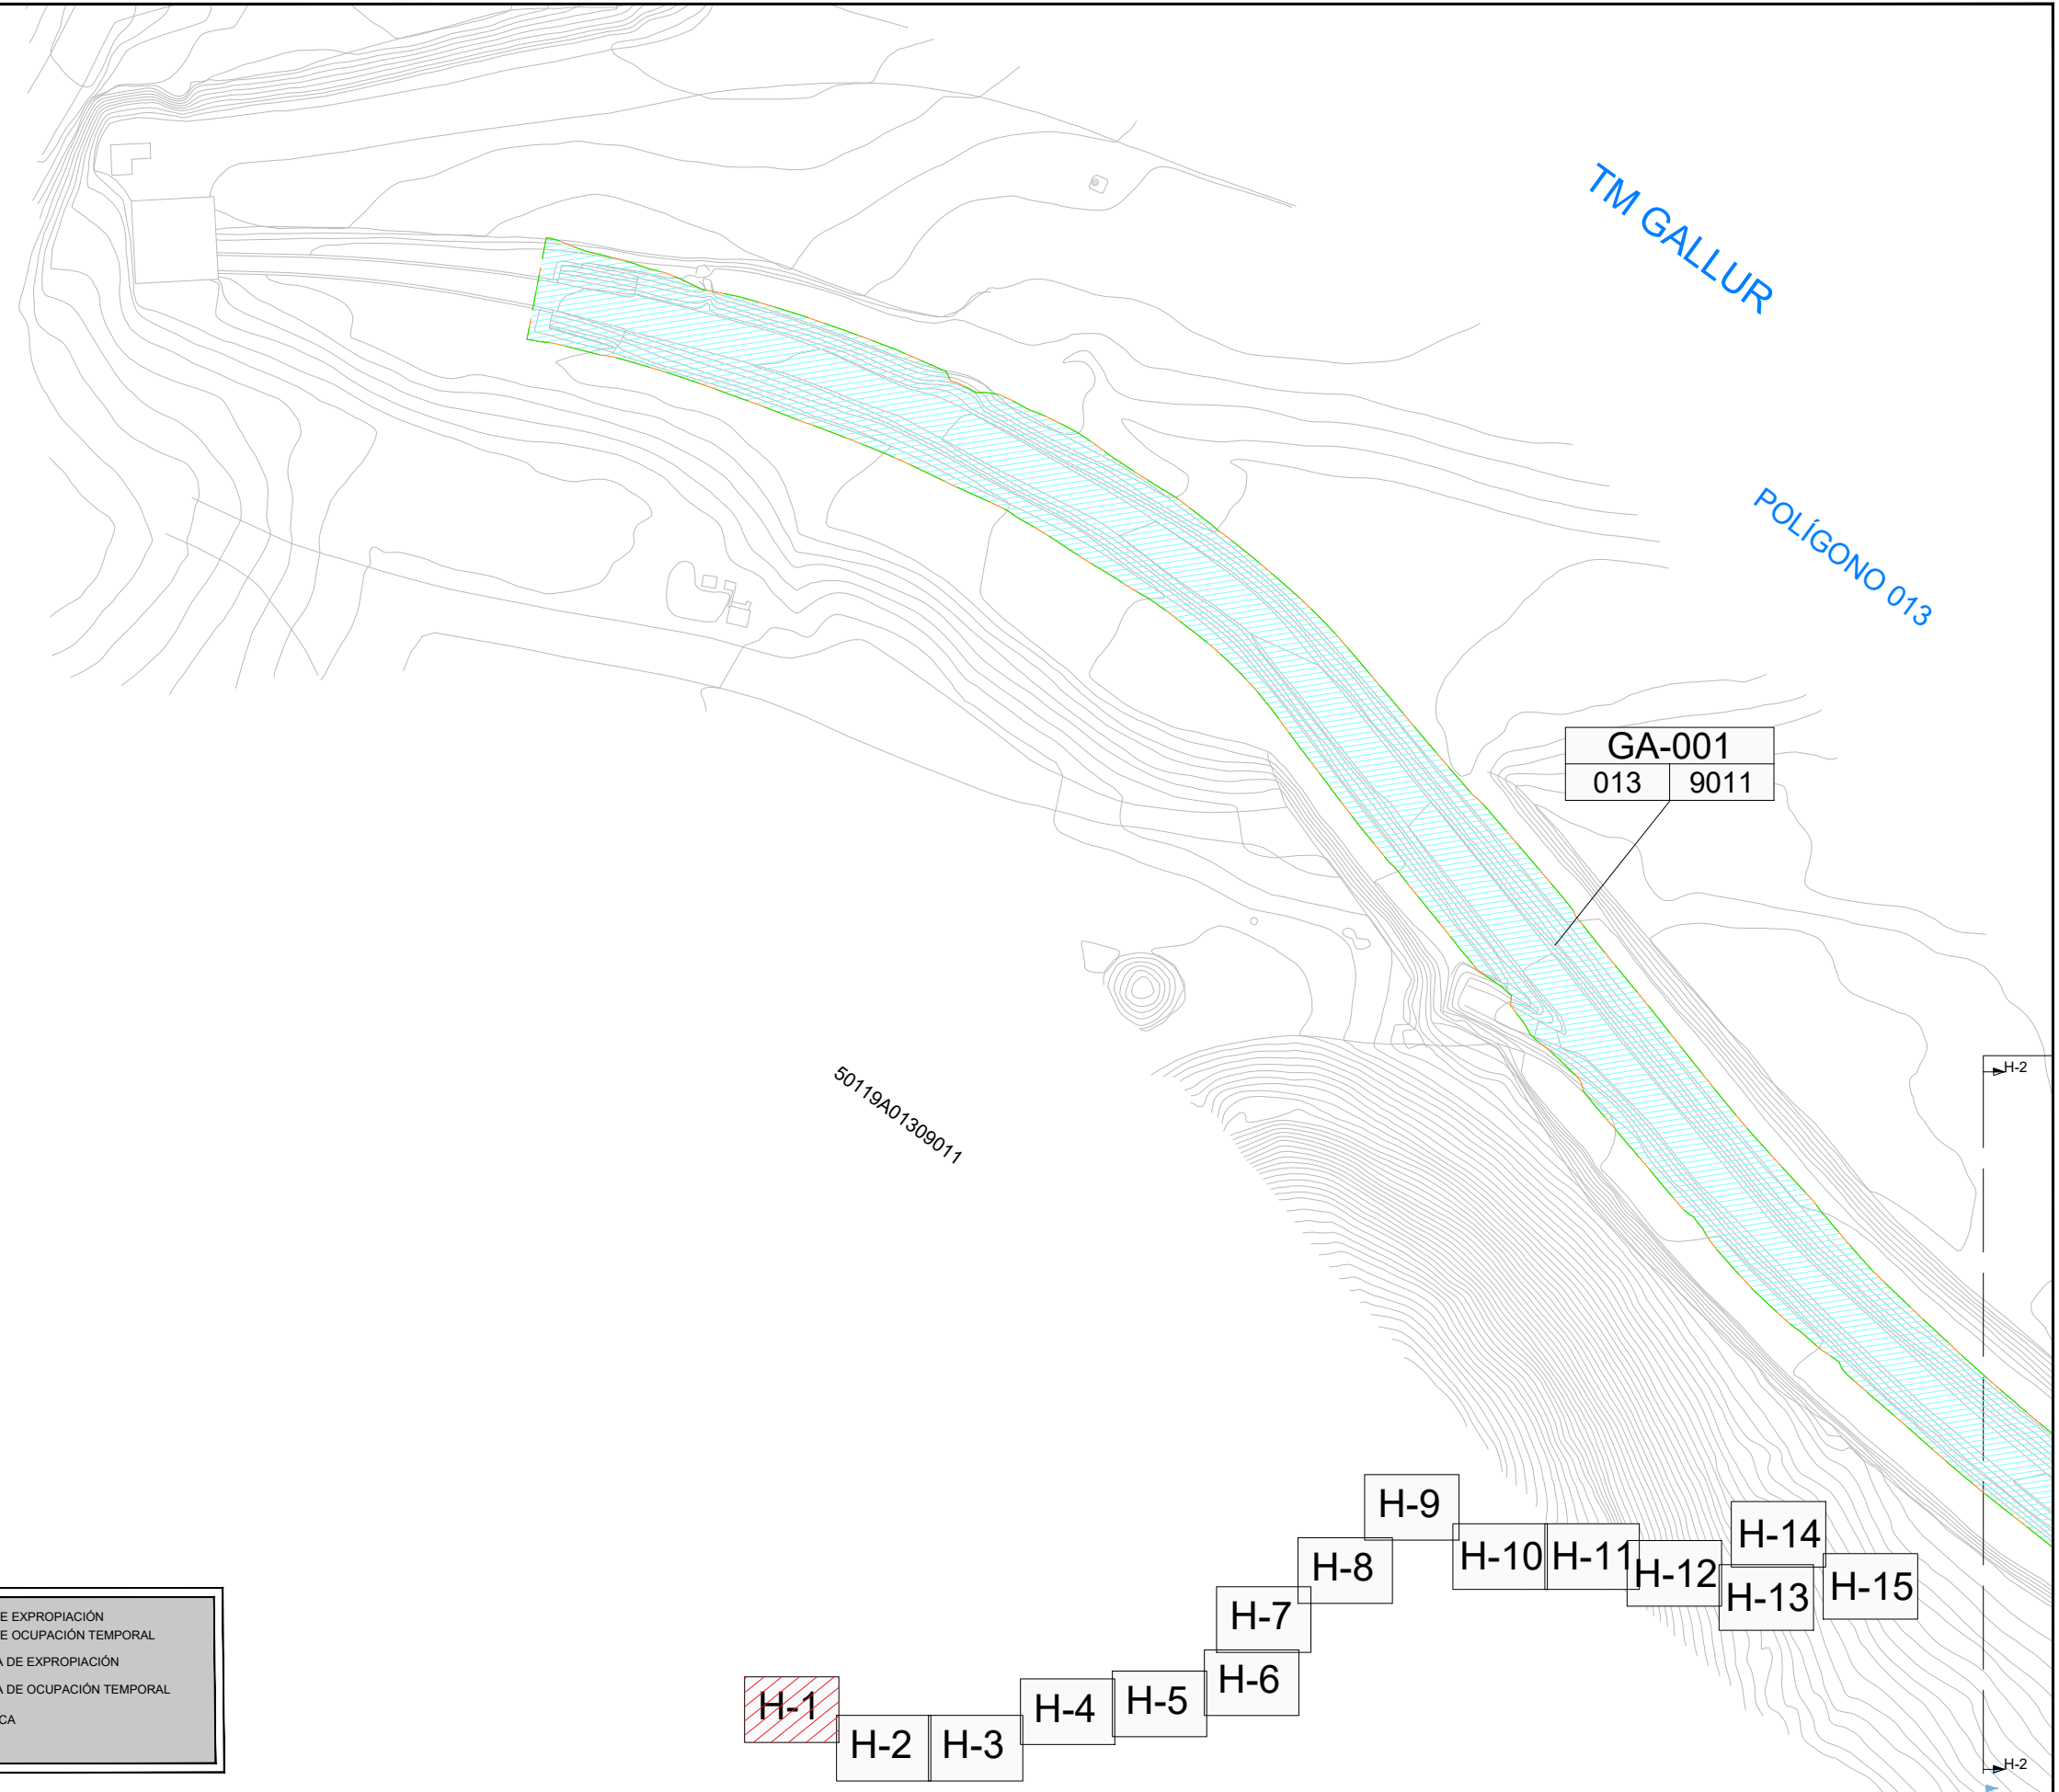 TM GALLUR
POLÍGONO 013
GA-001
013 9011
H-2
50119A01309011
H-9
H-14
H-10
H-11
H-8
H-12
H-15
H-13
H-7
H-6
H-5
H-4
H-1
H-2
H-3
E EXPROPIACIÓN
E OCUPACIÓN TEMPORAL
A DE EXPROPIACIÓN
A DE OCUPACIÓN TEMPORAL
CA
H-2